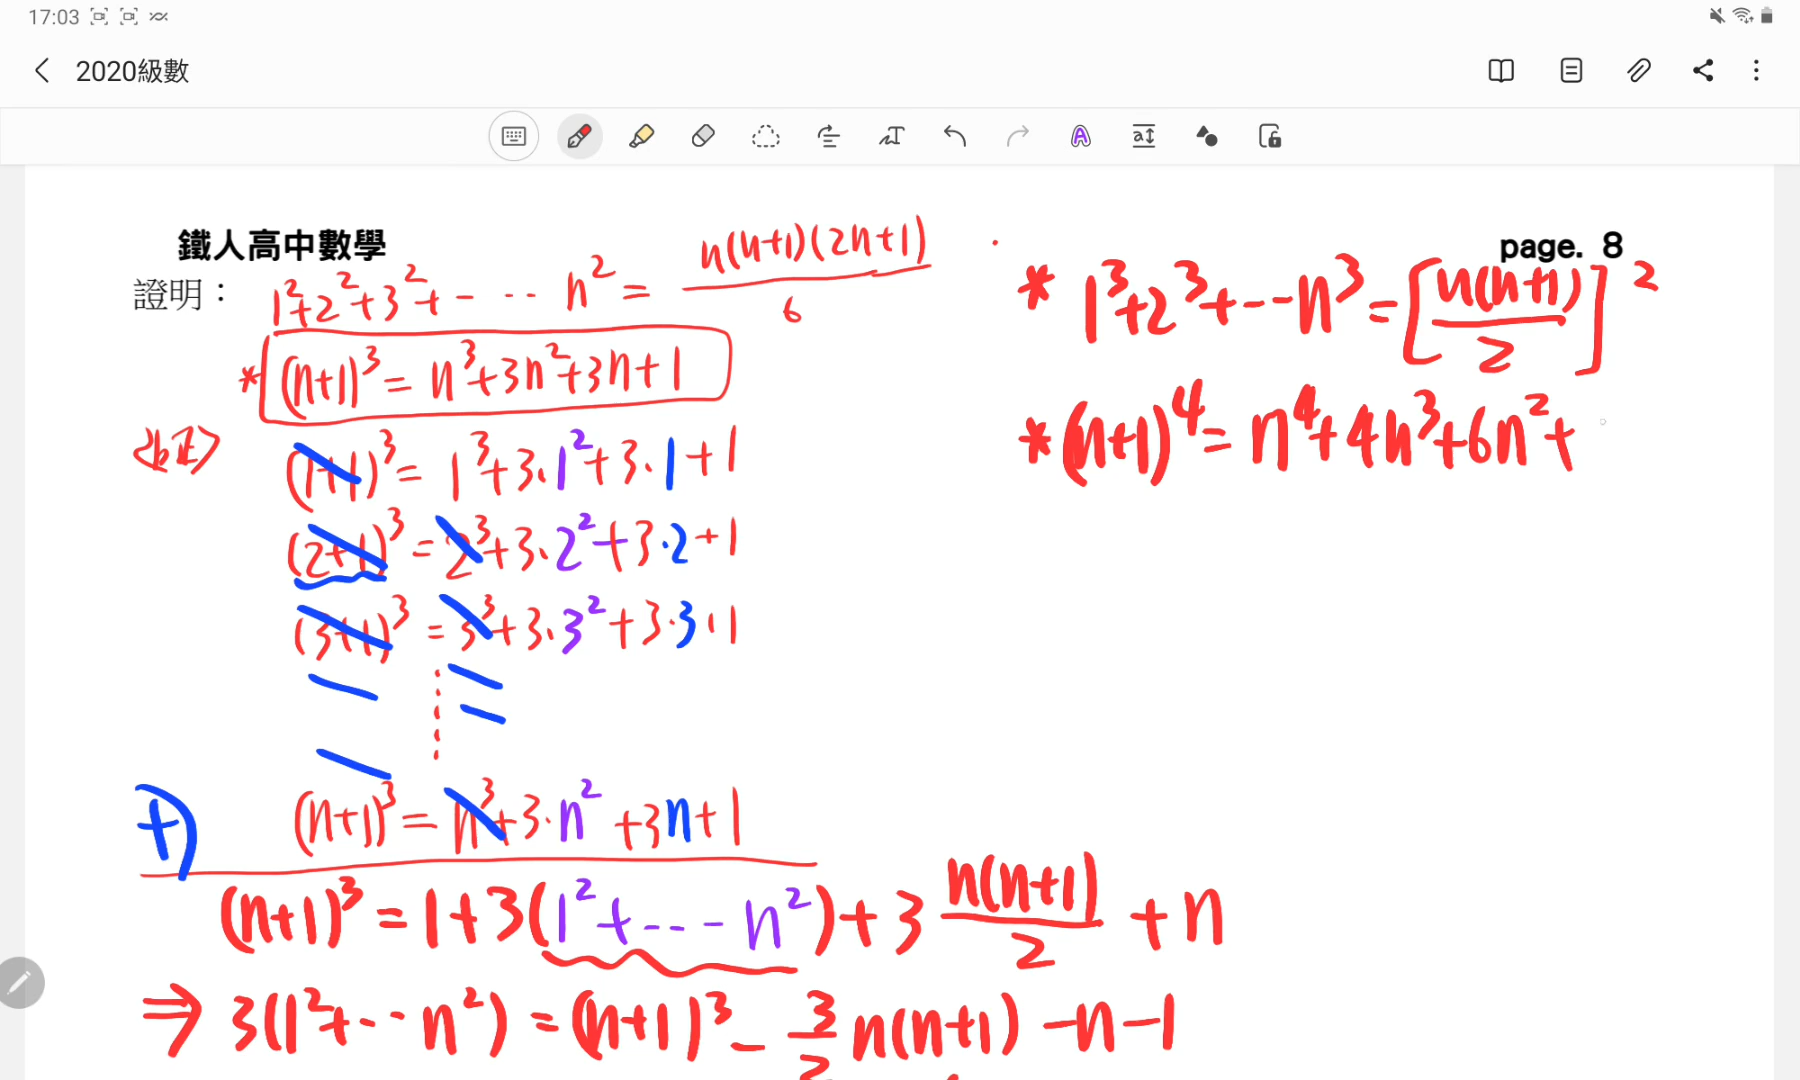 17:03
2020級數
鐵人高中數學
page. 8
證明：
1²+2²+3²+- -- n² = n(n+1)(2n+1)/6
*(n+1)³ = n³+3n²+3n+1
(1+1)³ = 1³+3·1²+3·1+1
(2+1)³ = 2³+3·2²+3·2+1
(3+1)³ = 3³+3·3²+3·3·1
(n+1)³ = n³+3·n²+3n+1
+)
(n+1)³ = 1+3(1²+---n²)+3 n(n+1)/2 +n
⇒ 3(1²+--n²) = (n+1)³ - 3/2 n(n+1) -n-1
* 1³+2³+---n³ = [n(n+1)/2]²
*(n+1)⁴ = n⁴+4n³+6n²+